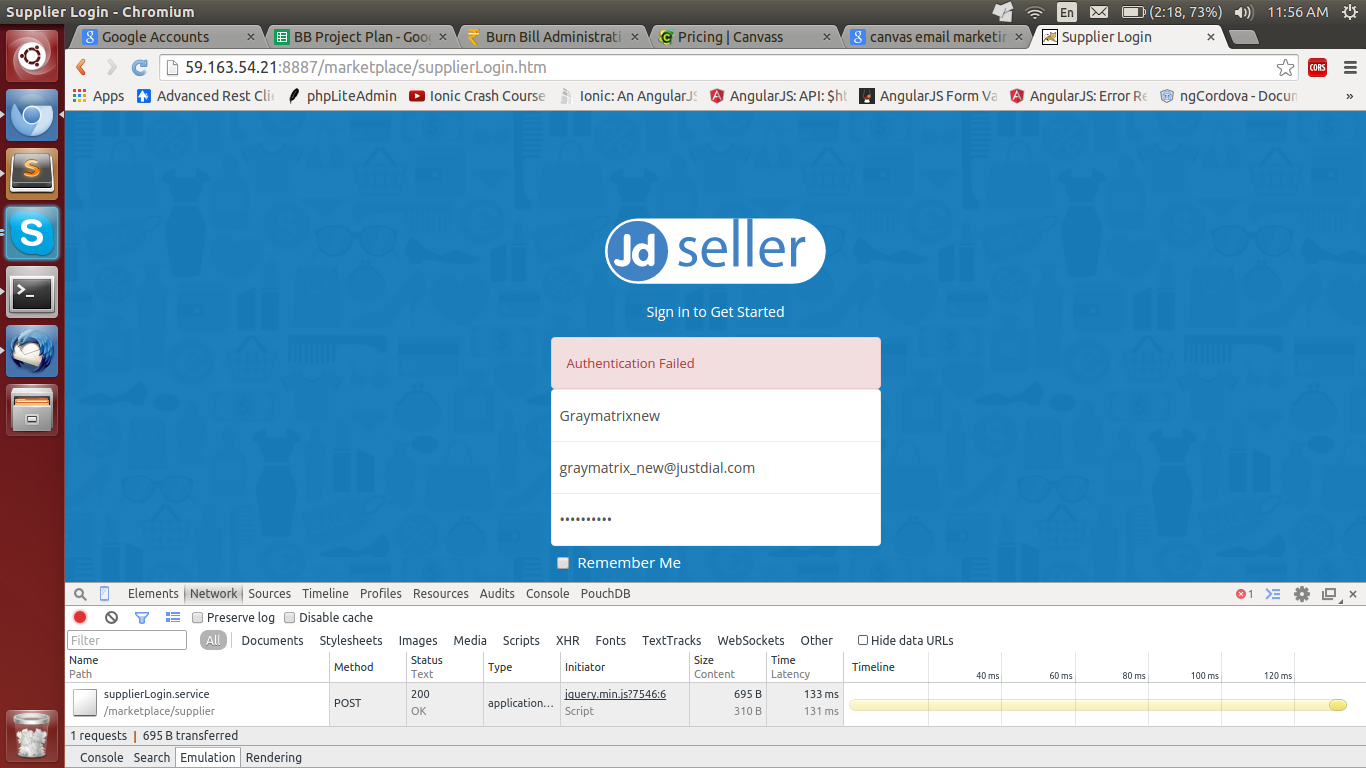 Supplier Login - Chromium
En
(2:18, 73%)
11:56 AM
Google Accounts
BB Project Plan - Goo
Burn Bill Administrati
Pricing | Canvass
canvas email marketin
Supplier Login
59.163.54.21:8887/marketplace/supplierLogin.htm
CORS
Apps
Advanced Rest Clie
phpLiteAdmin
Ionic Crash Course
Ionic: An AngularJS
AngularJS: API: $ht
AngularJS Form Va
AngularJS: Error Re
ngCordova - Docum
»
Jd seller
Sign In to Get Started
Authentication Failed
Graymatrixnew
graymatrix_new@justdial.com
••••••••••
Remember Me
Elements Network Sources Timeline Profiles Resources Audits Console PouchDB
1
Preserve log
Disable cache
Filter
All
Documents Stylesheets Images Media Scripts XHR Fonts TextTracks WebSockets Other
Hide data URLs
Name
Path
Method
Status
Text
Type
Initiator
Size
Content
Time
Latency
Timeline
40 ms
60 ms
80 ms
100 ms
120 ms
supplierLogin.service
/marketplace/supplier
POST
200
OK
application...
jquery.min.js?7546:6
Script
695 B
310 B
133 ms
131 ms
1 requests | 695 B transferred
Console Search Emulation Rendering